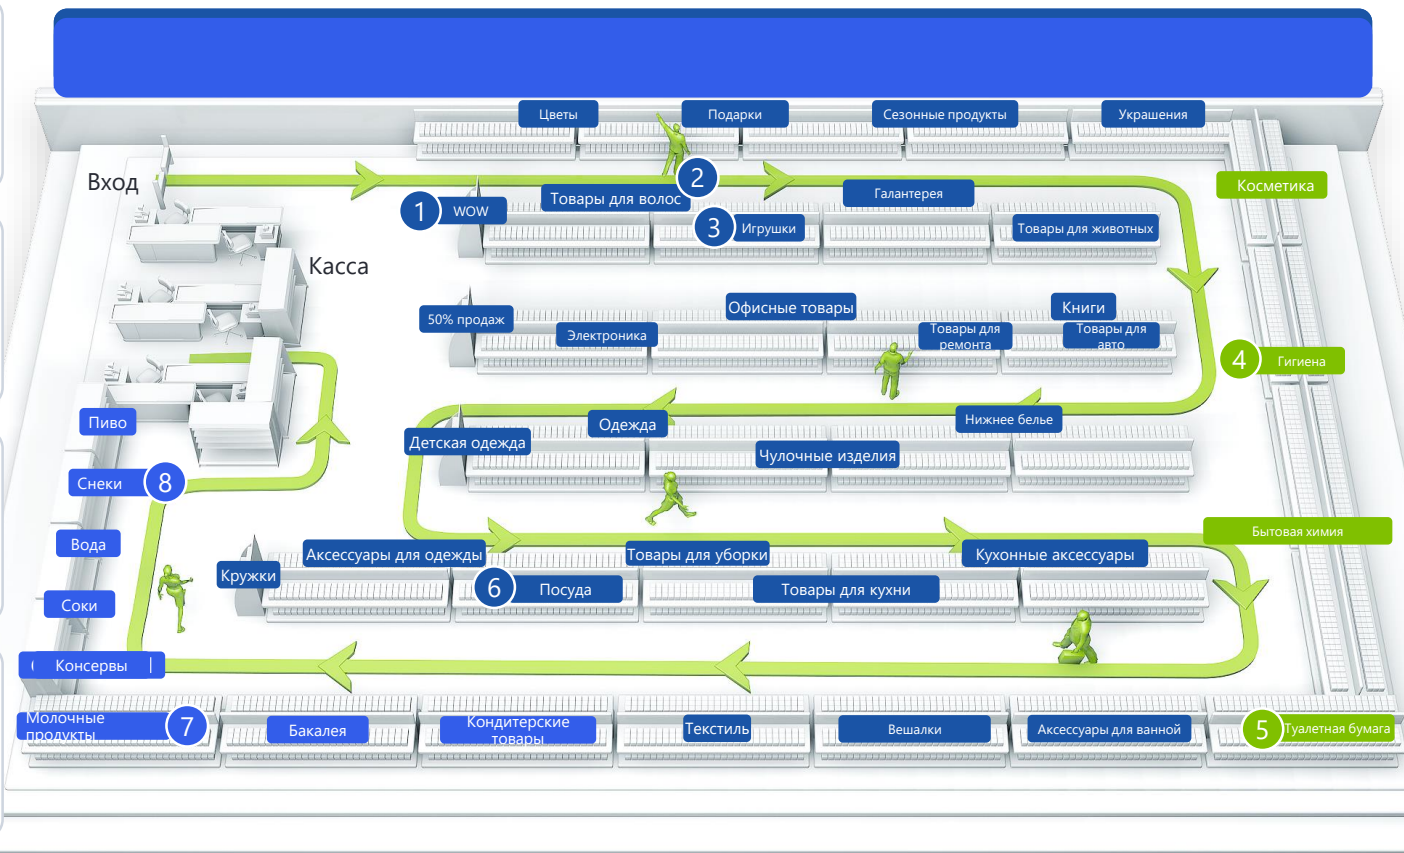 Цветы
Подарки
Сезонные продукты
Украшения
Вход
Косметика
1
WOW
Товары для волос
2
Галантерея
3
Игрушки
Товары для животных
Касса
50% продаж
Электроника
Офисные товары
Товары для
ремонта
Книги
Товары для
авто
4
Гигиена
Пиво
Детская одежда
Одежда
Чулочные изделия
Нижнее белье
Снеки
8
Бытовая химия
Вода
Аксессуары для одежды
Товары для уборки
Кухонные аксессуары
Кружки
6
Посуда
Товары для кухни
Соки
Консервы
Молочные
продукты
7
Бакалея
Кондитерские
товары
Текстиль
Вешалки
Аксессуары для ванной
5
Туалетная бумага